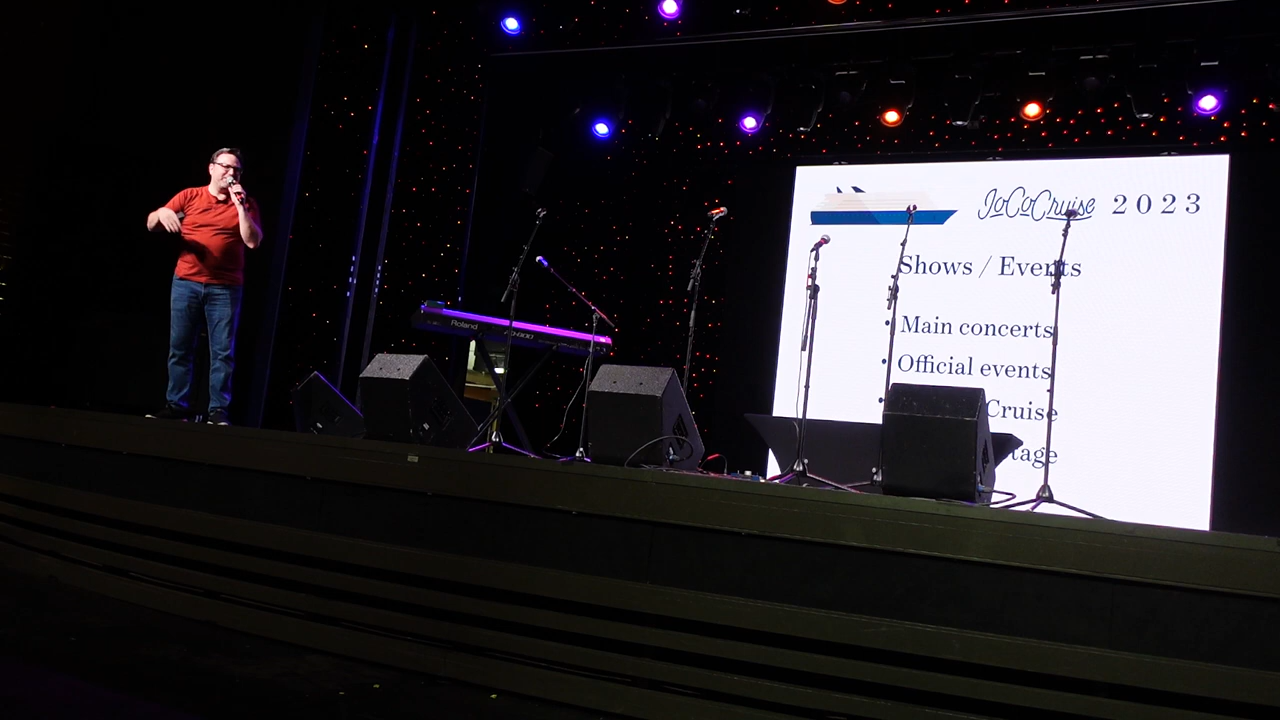 JoCoCruise 2023
Shows / Events
Main concerts
Official events
Cruise
tage
Roland